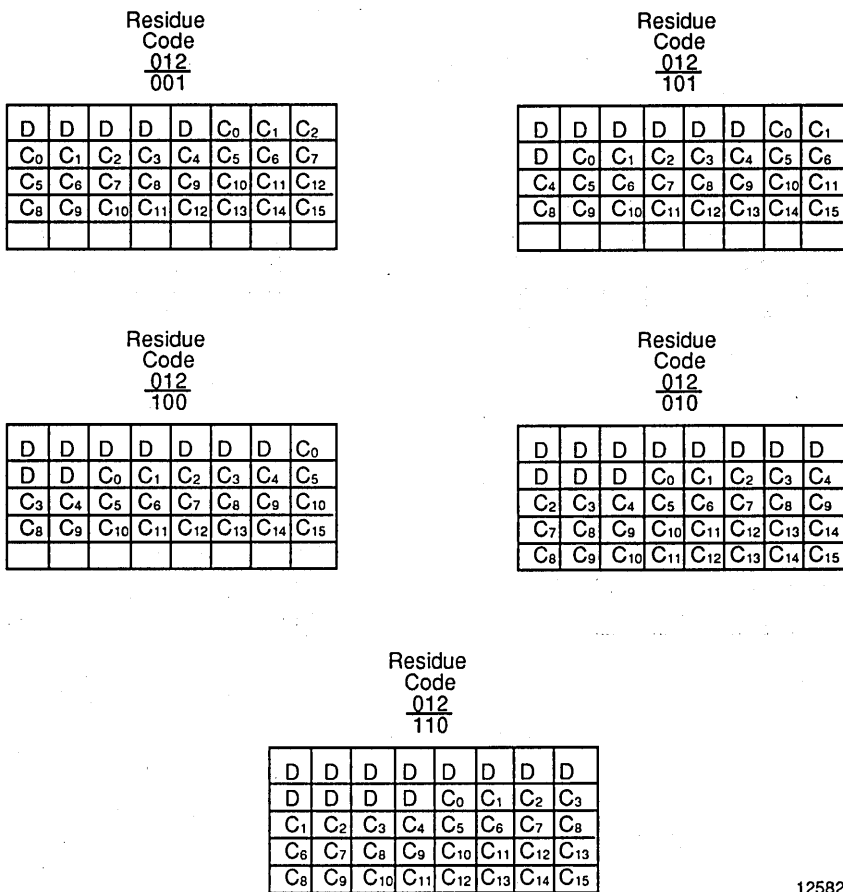 Residue
Code
012
001
D D D D D C₀ C₁ C₂
C₀ C₁ C₂ C₃ C₄ C₅ C₆ C₇
C₅ C₆ C₇ C₈ C₉ C₁₀ C₁₁ C₁₂
C₈ C₉ C₁₀ C₁₁ C₁₂ C₁₃ C₁₄ C₁₅
Residue
Code
012
101
D D D D D D C₀ C₁
D C₀ C₁ C₂ C₃ C₄ C₅ C₆
C₄ C₅ C₆ C₇ C₈ C₉ C₁₀ C₁₁
C₈ C₉ C₁₀ C₁₁ C₁₂ C₁₃ C₁₄ C₁₅
Residue
Code
012
100
D D D D D D D C₀
D D C₀ C₁ C₂ C₃ C₄ C₅
C₃ C₄ C₅ C₆ C₇ C₈ C₉ C₁₀
C₈ C₉ C₁₀ C₁₁ C₁₂ C₁₃ C₁₄ C₁₅
Residue
Code
012
010
D D D D D D D D
D D D C₀ C₁ C₂ C₃ C₄
C₂ C₃ C₄ C₅ C₆ C₇ C₈ C₉
C₇ C₈ C₉ C₁₀ C₁₁ C₁₂ C₁₃ C₁₄
C₈ C₉ C₁₀ C₁₁ C₁₂ C₁₃ C₁₄ C₁₅
Residue
Code
012
110
D D D D D D D D
D D D D C₀ C₁ C₂ C₃
C₁ C₂ C₃ C₄ C₅ C₆ C₇ C₈
C₆ C₇ C₈ C₉ C₁₀ C₁₁ C₁₂ C₁₃
C₈ C₉ C₁₀ C₁₁ C₁₂ C₁₃ C₁₄ C₁₅
12582